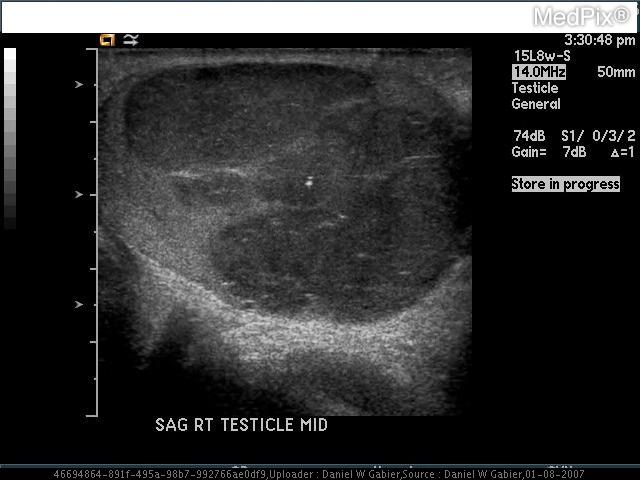 MedPix®
3:30:48 pm
15L8w-S
14.0MHz 50mm
Testicle
General
74dB S1/ 0/3/2
Gain= 7dB Δ=1
Store in progress
SAG RT TESTICLE MID
46694864-891f-495a-98b7-992766ae0df9,Uploader : Daniel W Gabier,Source : Daniel W Gabier,01-08-2007